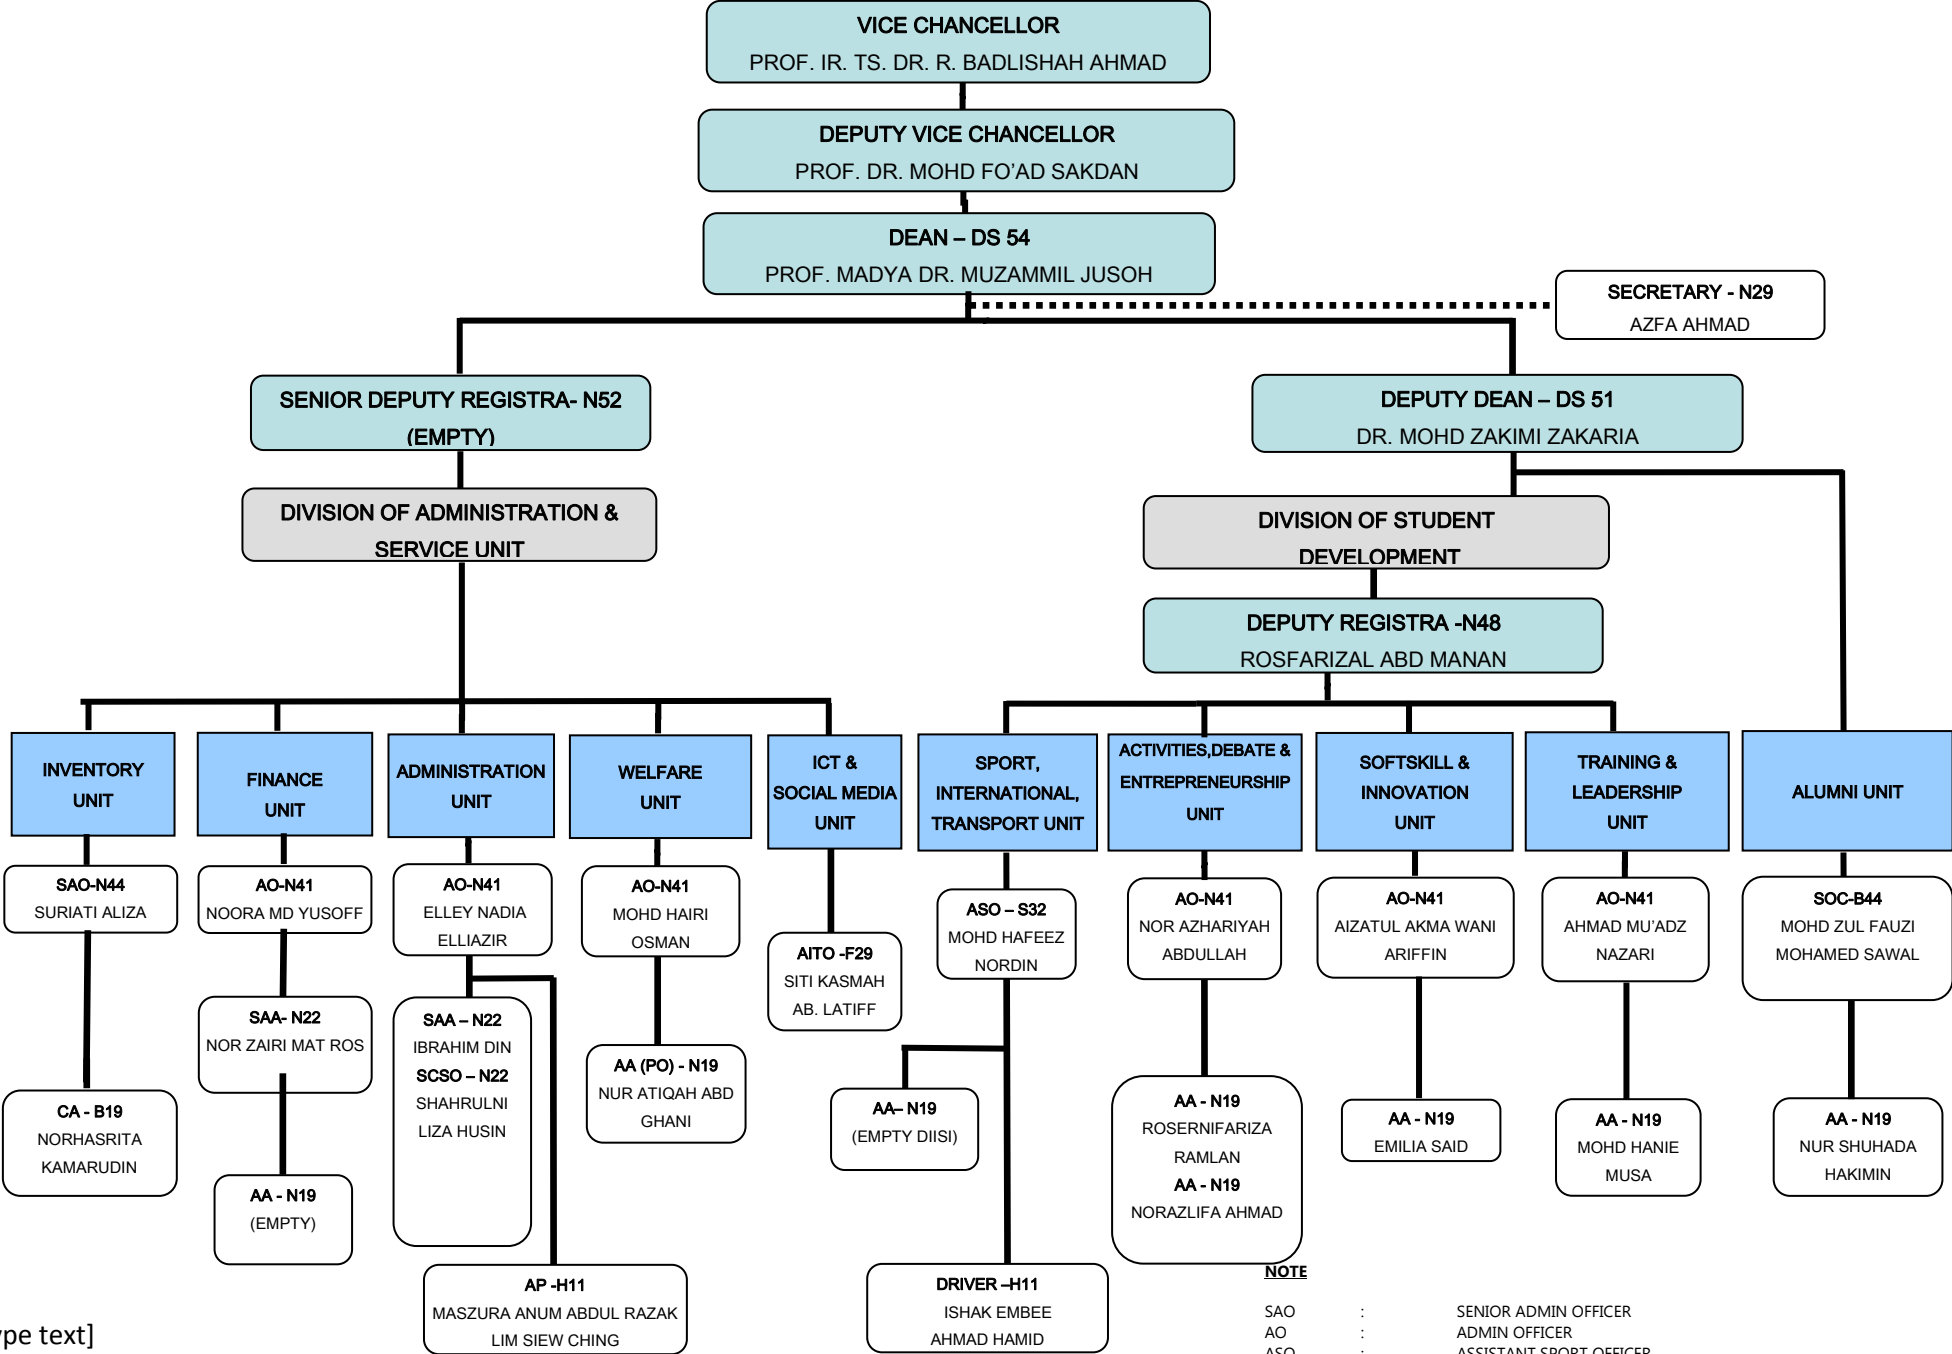 VICE CHANCELLOR
PROF. IR. TS. DR. R. BADLISHAH AHMAD
DEPUTY VICE CHANCELLOR
PROF. DR. MOHD FO'AD SAKDAN
DEAN – DS 54
PROF. MADYA DR. MUZAMMIL JUSOH
SECRETARY - N29
AZFA AHMAD
SENIOR DEPUTY REGISTRA- N52
(EMPTY)
DEPUTY DEAN – DS 51
DR. MOHD ZAKIMI ZAKARIA
DIVISION OF ADMINISTRATION &
SERVICE UNIT
DIVISION OF STUDENT
DEVELOPMENT
DEPUTY REGISTRA -N48
ROSFARIZAL ABD MANAN
INVENTORY
UNIT
FINANCE
UNIT
ADMINISTRATION
UNIT
WELFARE
UNIT
ICT &
SOCIAL MEDIA
UNIT
SPORT,
INTERNATIONAL,
TRANSPORT UNIT
ACTIVITIES,DEBATE &
ENTREPRENEURSHIP
UNIT
SOFTSKILL &
INNOVATION
UNIT
TRAINING &
LEADERSHIP
UNIT
ALUMNI UNIT
SAO-N44
SURIATI ALIZA
AO-N41
NOORA MD YUSOFF
AO-N41
ELLEY NADIA
ELLIAZIR
AO-N41
MOHD HAIRI
OSMAN
AITO -F29
SITI KASMAH
AB. LATIFF
ASO – S32
MOHD HAFEEZ
NORDIN
AO-N41
NOR AZHARIYAH
ABDULLAH
AO-N41
AIZATUL AKMA WANI
ARIFFIN
AO-N41
AHMAD MU'ADZ
NAZARI
SOC-B44
MOHD ZUL FAUZI
MOHAMED SAWAL
CA - B19
NORHASRITA
KAMARUDIN
SAA- N22
NOR ZAIRI MAT ROS
AA - N19
(EMPTY)
SAA – N22
IBRAHIM DIN
SCSO – N22
SHAHRULNI
LIZA HUSIN
AP -H11
MASZURA ANUM ABDUL RAZAK
LIM SIEW CHING
AA (PO) - N19
NUR ATIQAH ABD
GHANI
AA– N19
(EMPTY DIISI)
DRIVER –H11
ISHAK EMBEE
AHMAD HAMID
AA - N19
ROSERNIFARIZA
RAMLAN
AA - N19
NORAZLIFA AHMAD
AA - N19
EMILIA SAID
AA - N19
MOHD HANIE
MUSA
AA - N19
NUR SHUHADA
HAKIMIN
NOTE
SAO : SENIOR ADMIN OFFICER
AO : ADMIN OFFICER
ASO : ASSISTANT SPORT OFFICER
pe text]